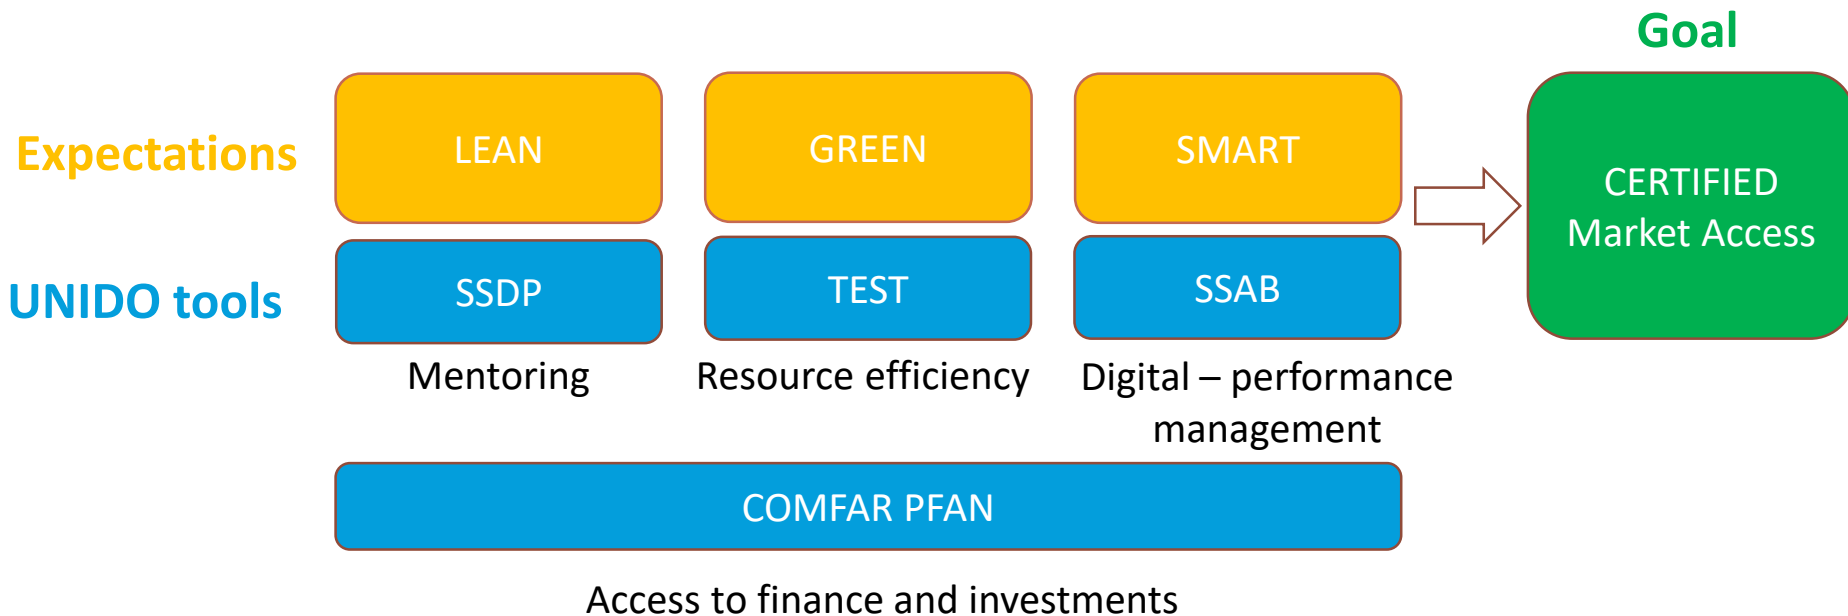 Goal
Expectations
LEAN
GREEN
SMART
CERTIFIED
Market Access
UNIDO tools
SSDP
TEST
SSAB
Mentoring
Resource efficiency
Digital – performance
management
COMFAR PFAN
Access to finance and investments